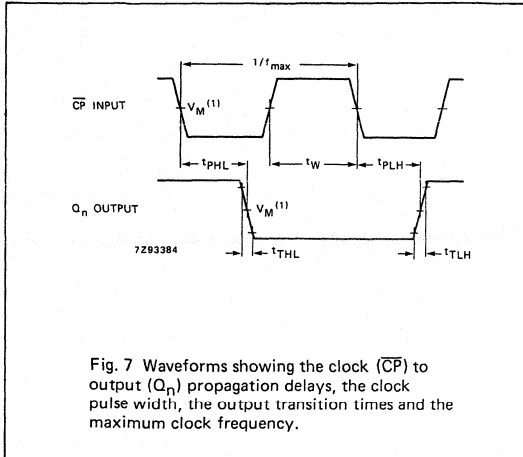 1/fmax
CP INPUT
VM(1)
tPHL
tW
tPLH
Qn OUTPUT
VM(1)
7Z93384
tTHL
tTLH
Fig. 7 Waveforms showing the clock (CP) to
output (Qn) propagation delays, the clock
pulse width, the output transition times and the
maximum clock frequency.